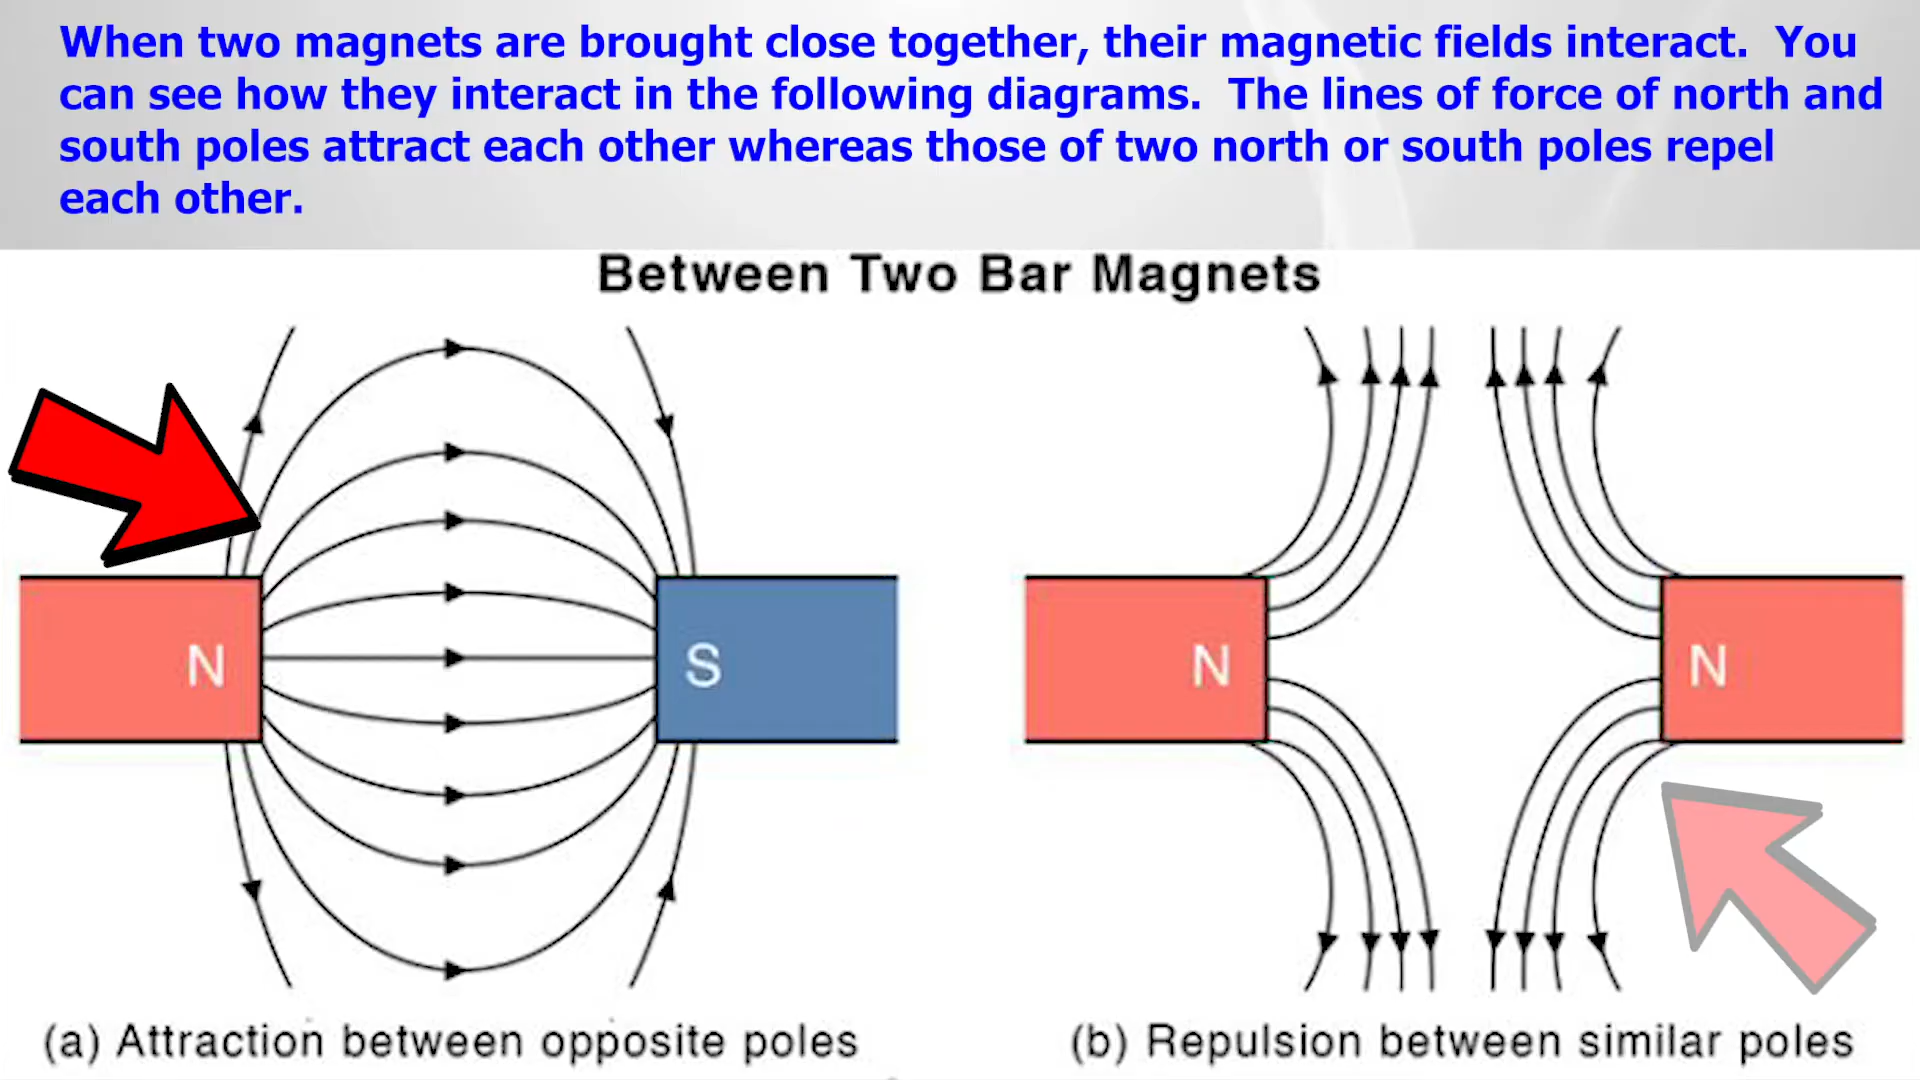 When two magnets are brought close together, their magnetic fields interact.  You
can see how they interact in the following diagrams.  The lines of force of north and
south poles attract each other whereas those of two north or south poles repel
each other.
Between Two Bar Magnets
N
S
N
N
(a) Attraction between opposite poles
(b) Repulsion between similar poles